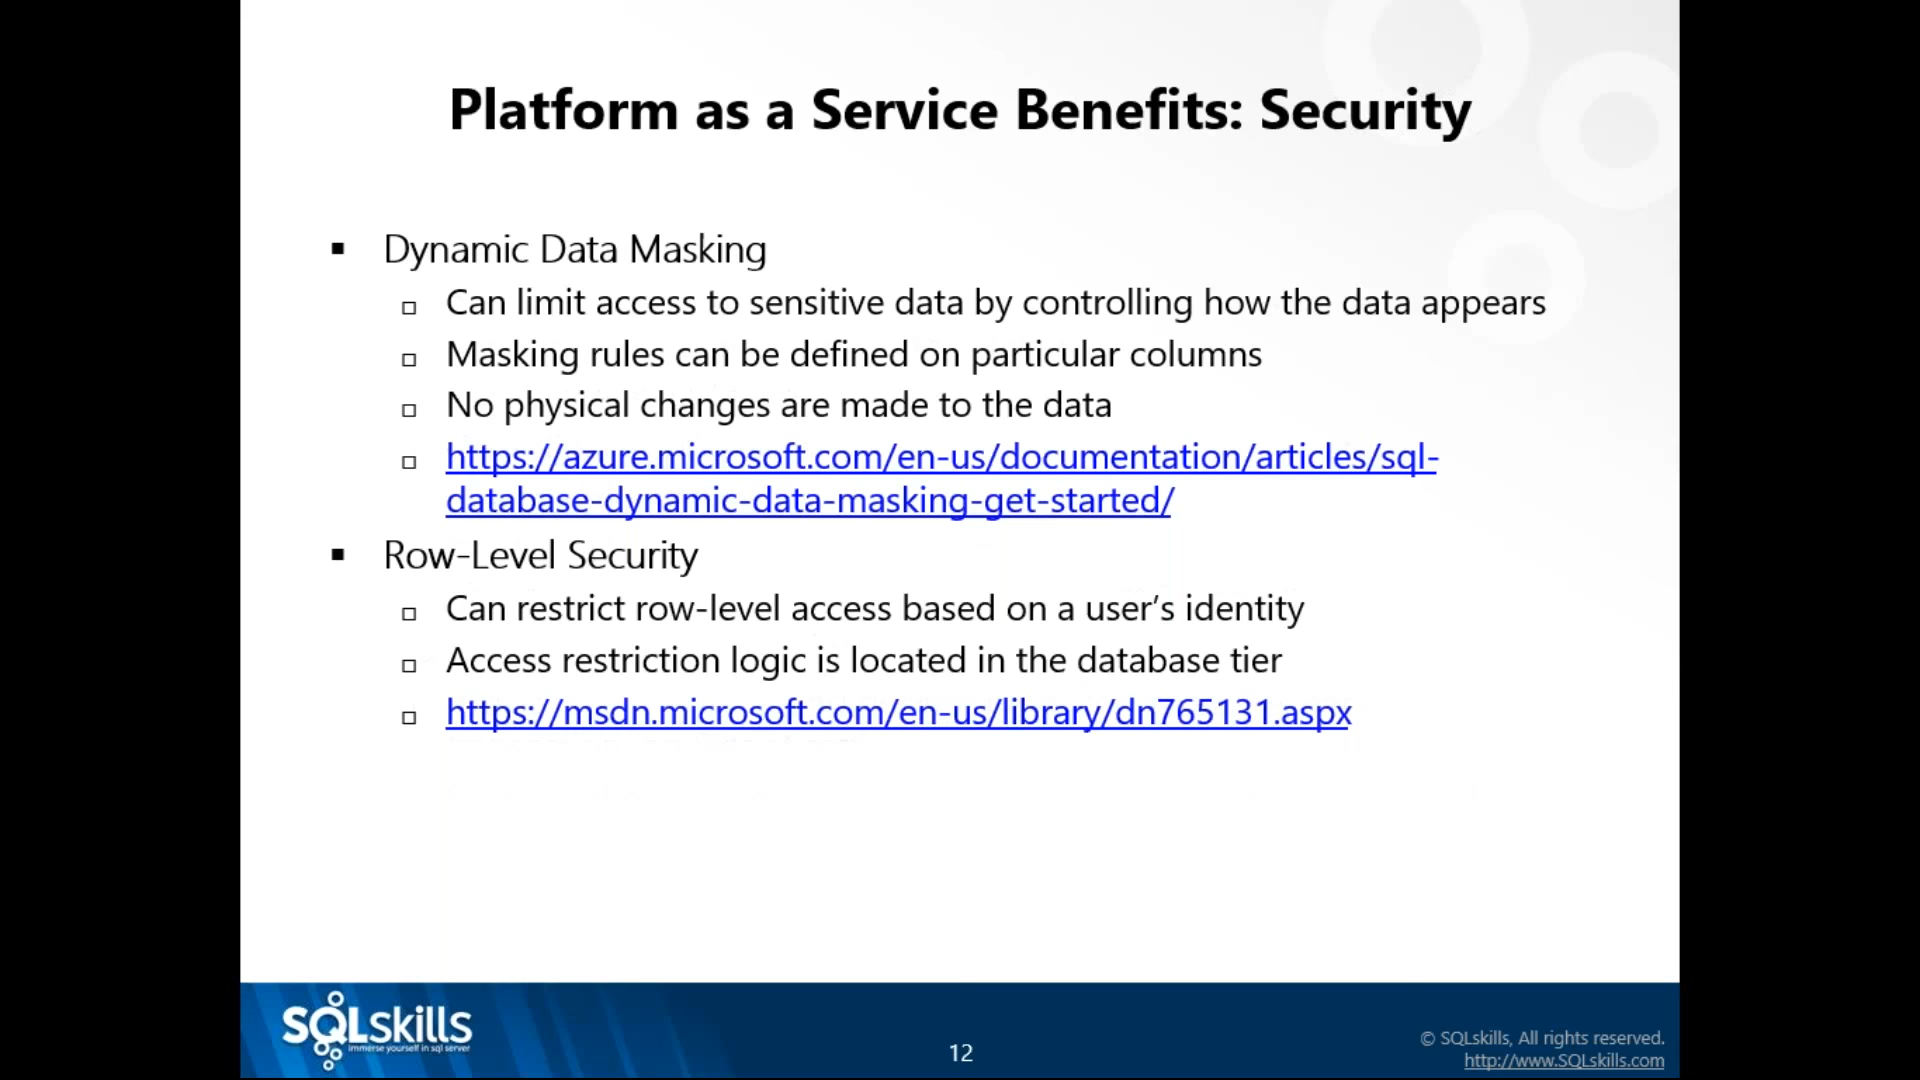 Platform as a Service Benefits: Security
Dynamic Data Masking
Can limit access to sensitive data by controlling how the data appears
Masking rules can be defined on particular columns
No physical changes are made to the data
https://azure.microsoft.com/en-us/documentation/articles/sql-
database-dynamic-data-masking-get-started/
Row-Level Security
Can restrict row-level access based on a user’s identity
Access restriction logic is located in the database tier
https://msdn.microsoft.com/en-us/library/dn765131.aspx
SQLskills
immerse yourself in sql server
12
© SQLskills, All rights reserved.
http://www.SQLskills.com